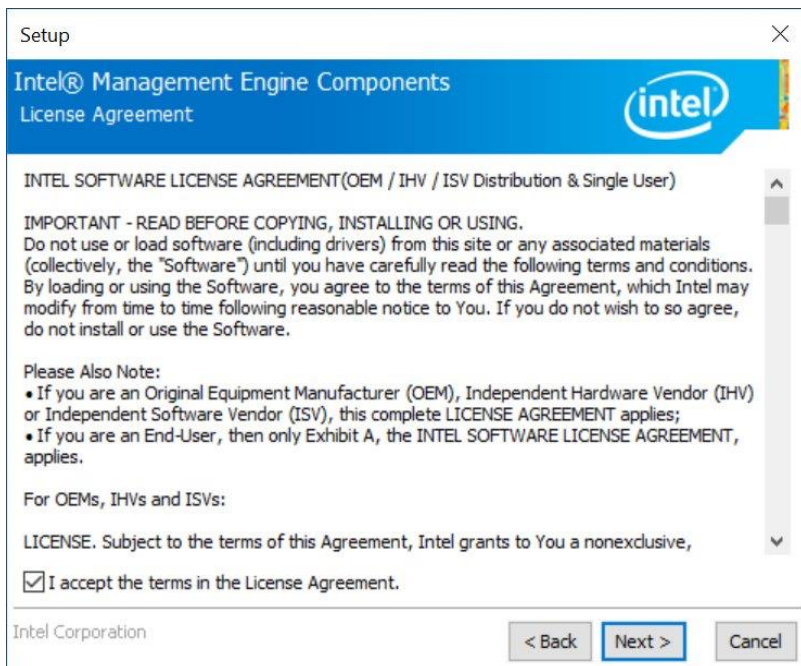 Setup
Intel® Management Engine Components
License Agreement
intel
INTEL SOFTWARE LICENSE AGREEMENT(OEM / IHV / ISV Distribution & Single User)
IMPORTANT - READ BEFORE COPYING, INSTALLING OR USING.
Do not use or load software (including drivers) from this site or any associated materials
(collectively, the "Software") until you have carefully read the following terms and conditions.
By loading or using the Software, you agree to the terms of this Agreement, which Intel may
modify from time to time following reasonable notice to You. If you do not wish to so agree,
do not install or use the Software.
Please Also Note:
• If you are an Original Equipment Manufacturer (OEM), Independent Hardware Vendor (IHV)
or Independent Software Vendor (ISV), this complete LICENSE AGREEMENT applies;
• If you are an End-User, then only Exhibit A, the INTEL SOFTWARE LICENSE AGREEMENT,
applies.
For OEMs, IHVs and ISVs:
LICENSE. Subject to the terms of this Agreement, Intel grants to You a nonexclusive,
I accept the terms in the License Agreement.
Intel Corporation
< Back Next > Cancel